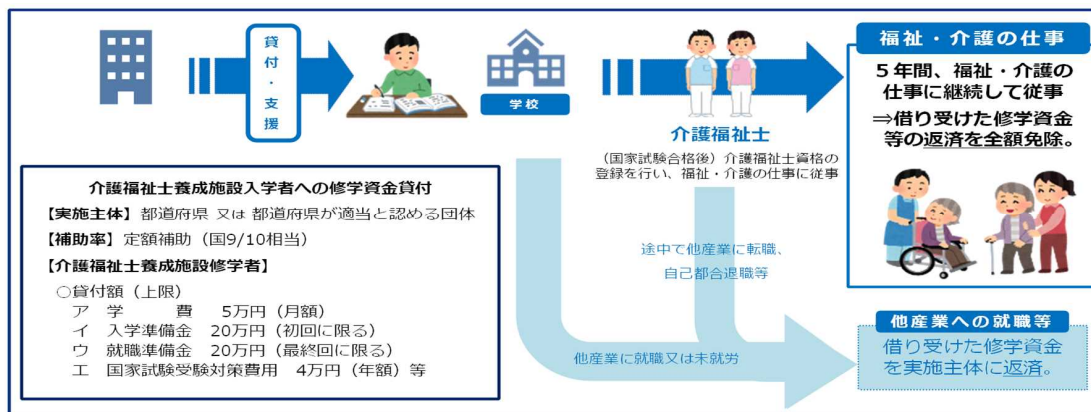 貸付・支援
学校
介護福祉士
（国家試験合格後）介護福祉士資格の
登録を行い、福祉・介護の仕事に従事
福祉・介護の仕事
５年間、福祉・介護の
仕事に継続して従事
⇒借り受けた修学資金
等の返済を全額免除。
介護福祉士養成施設入学者への修学資金貸付
【実施主体】都道府県 又は 都道府県が適当と認める団体
【補助率】定額補助（国9/10相当）
【介護福祉士養成施設修学者】
○貸付額（上限）
ア　学　　　費　5万円（月額）
イ　入学準備金　20万円（初回に限る）
ウ　就職準備金　20万円（最終回に限る）
エ　国家試験受験対策費用　4万円（年額）等
途中で他産業に転職、
自己都合退職等
他産業に就職又は未就労
他産業への就職等
借り受けた修学資金
を実施主体に返済。